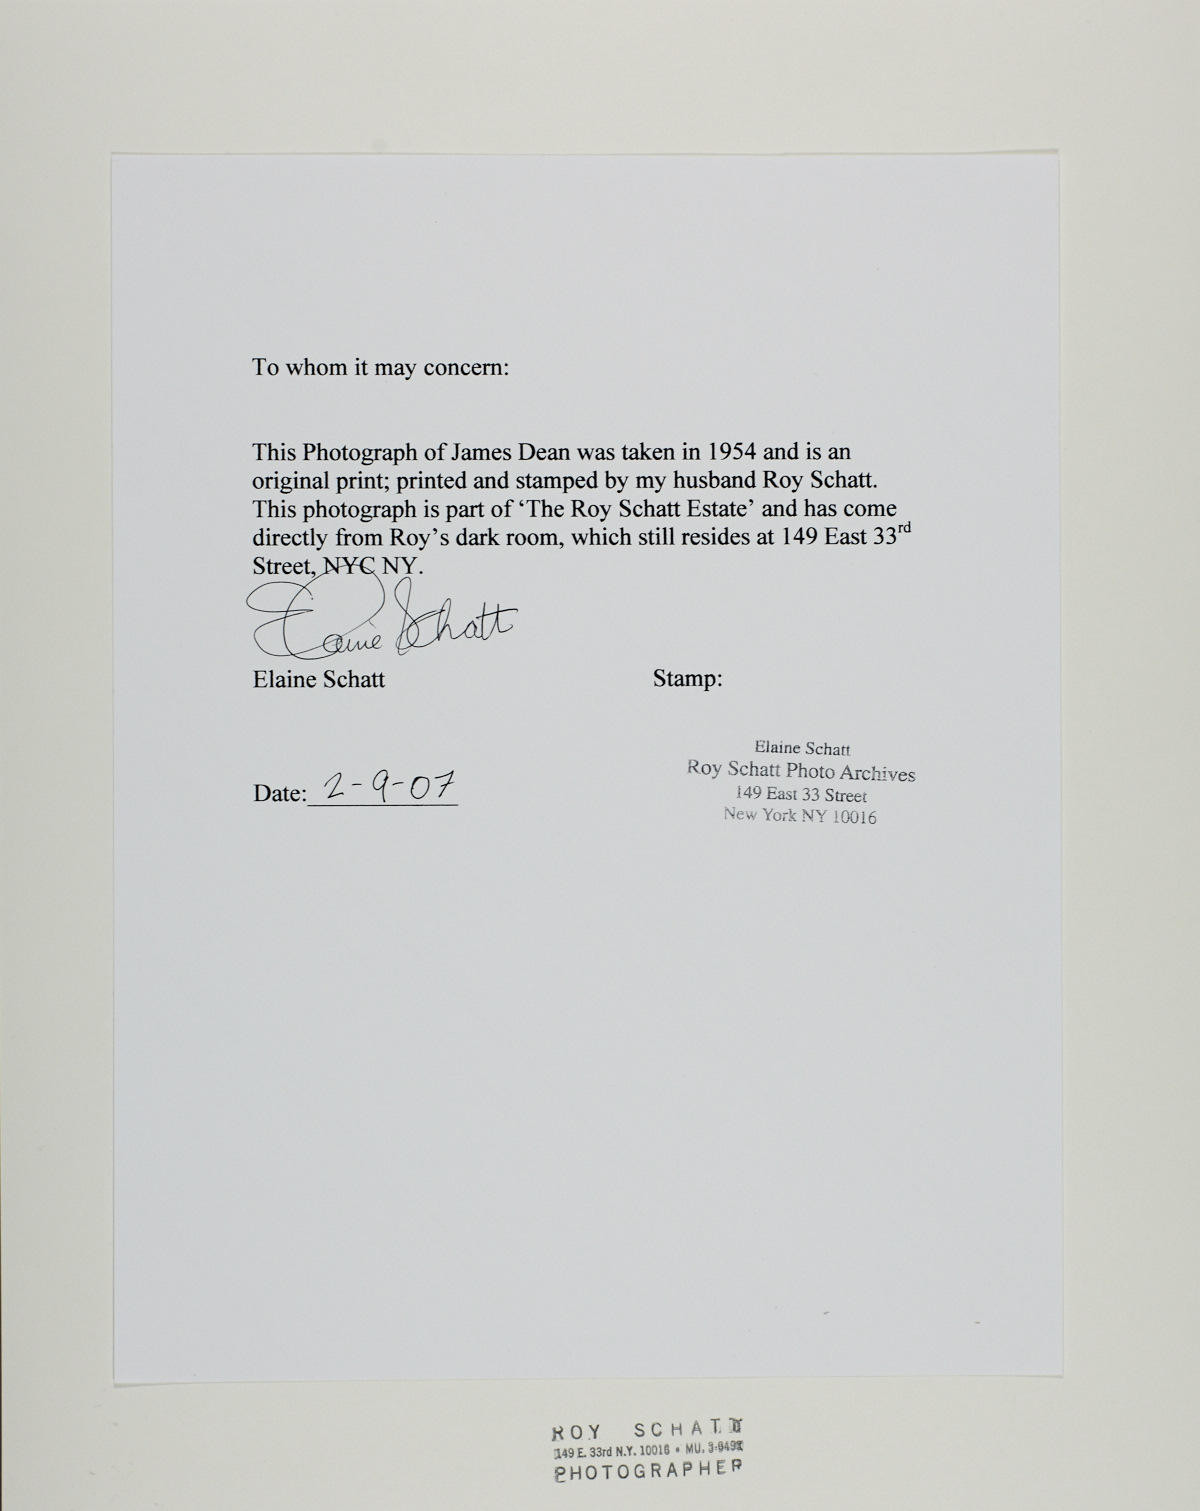 To whom it may concern:
This Photograph of James Dean was taken in 1954 and is an
original print; printed and stamped by my husband Roy Schatt.
This photograph is part of ‘The Roy Schatt Estate’ and has come
directly from Roy’s dark room, which still resides at 149 East 33rd
Street, NYC NY.
Elaine Schatt
Elaine Schatt
Stamp:
Date: 2-9-07
Elaine Schatt
Roy Schatt Photo Archives
149 East 33 Street
New York NY 10016
ROY SCHATT
149 E. 33rd N.Y. 10016 • MU.
PHOTOGRAPHER